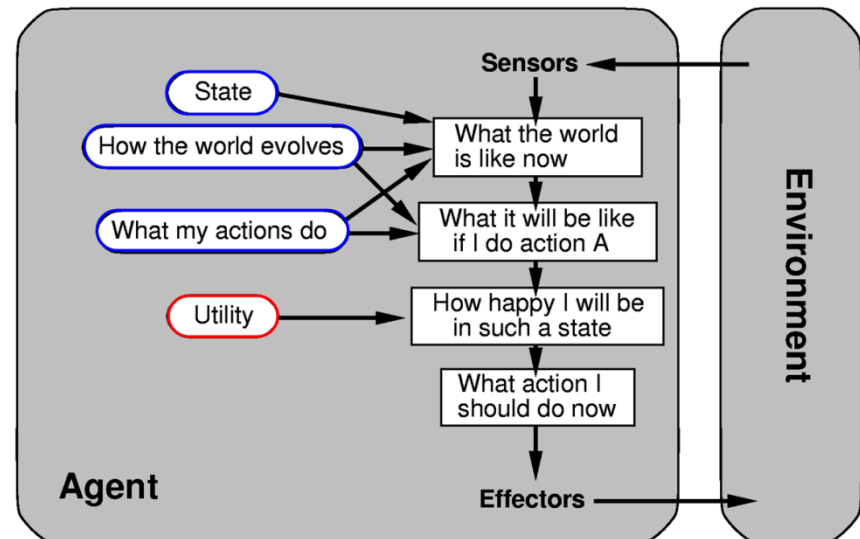 Sensors
State
What the world
is like now
How the world evolves
What my actions do
What it will be like
if I do action A
Utility
How happy I will be
in such a state
What action I
should do now
Agent
Effectors
Environment